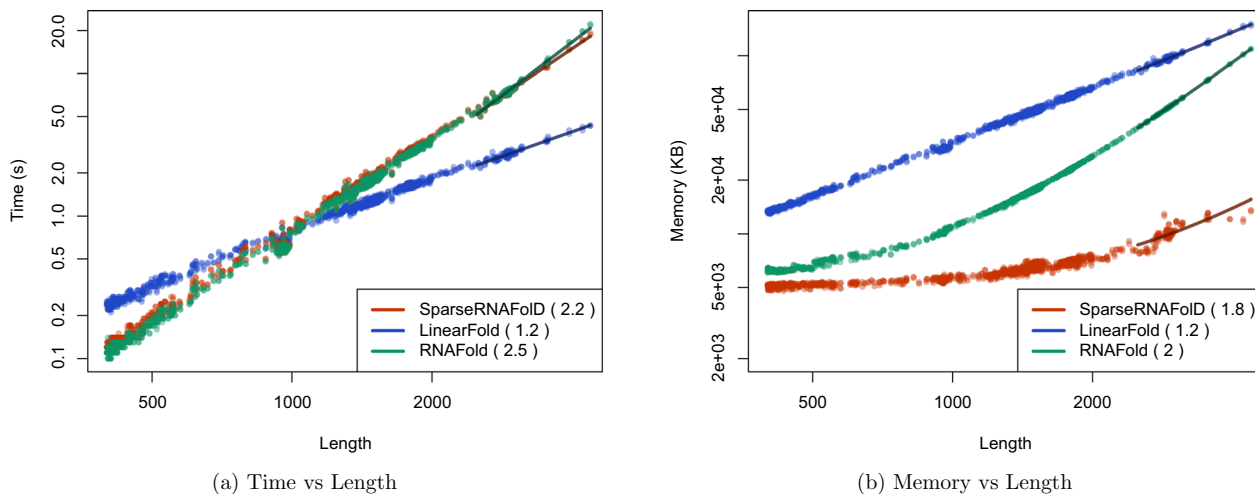 20.0
5.0
2.0
1.0
0.5
0.2
0.1
Time (s)
500
1000
2000
Length
SparseRNAFolD ( 2.2 )
LinearFold ( 1.2 )
RNAFold ( 2.5 )
(a) Time vs Length
5e+04
2e+04
5e+03
2e+03
Memory (KB)
500
1000
2000
Length
SparseRNAFolD ( 1.8 )
LinearFold ( 1.2 )
RNAFold ( 2 )
(b) Memory vs Length